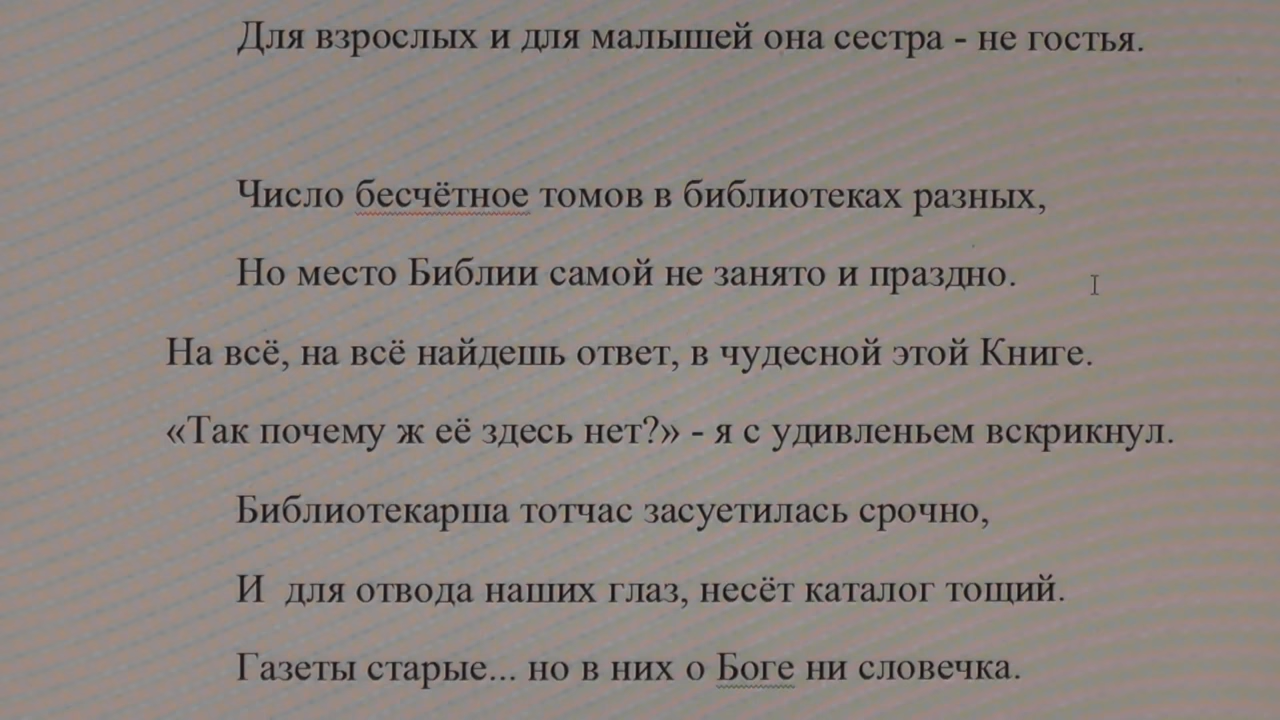 Для взрослых и для малышей она сестра - не гостья.
Число бесчётное томов в библиотеках разных,
Но место Библии самой не занято и праздно.
На всё, на всё найдешь ответ, в чудесной этой Книге.
«Так почему ж её здесь нет?» - я с удивленьем вскрикнул.
Библиотекарша тотчас засуетилась срочно,
И  для отвода наших глаз, несёт каталог тощий.
Газеты старые... но в них о Боге ни словечка.